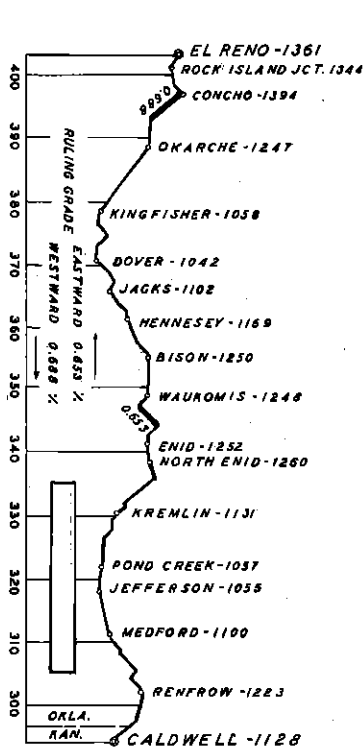 EL RENO-1361
ROCK ISLAND JCT. 1344
CONCHO-1394
0.688
OKARCHE-1247
KINGFISHER-1058
DOVER-1042
JACKS-1102
HENNESEY-1169
BISON-1250
WAUKOMIS-1248
0.653
ENID-1252
NORTH ENID-1260
KREMLIN-1131
POND CREEK-1057
JEFFERSON-1055
MEDFORD-1100
RENFROW-1223
OKLA.
KAN.
CALDWELL-1128
RULING GRADE
EASTWARD 0.653 %
WESTWARD 0.688 %
400
390
380
370
360
350
340
330
320
310
300